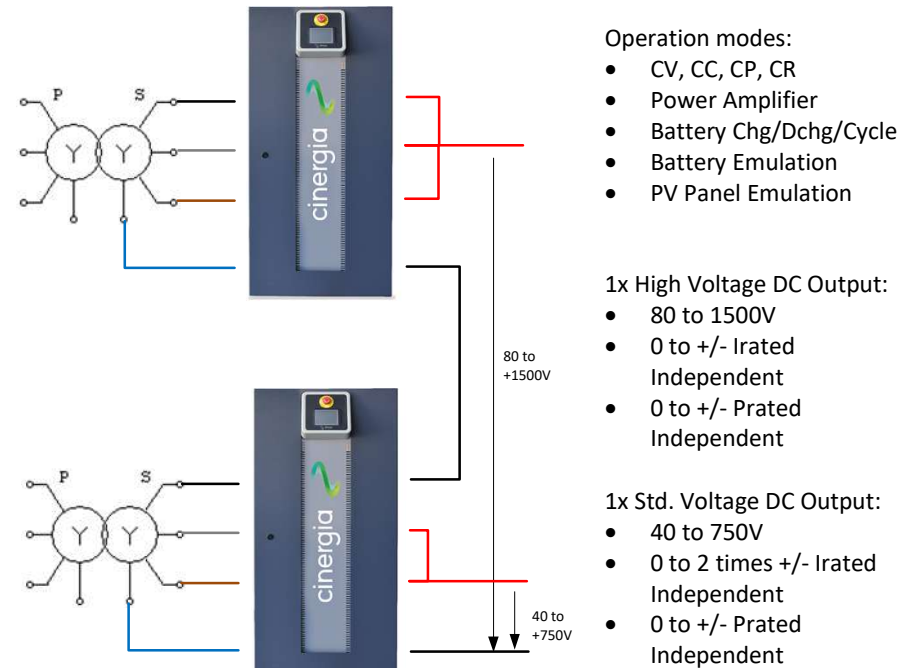 P
S
Y
Y
cinergia
80 to
+1500V
P
S
Y
Y
cinergia
40 to
+750V
Operation modes:
• CV, CC, CP, CR
• Power Amplifier
• Battery Chg/Dchg/Cycle
• Battery Emulation
• PV Panel Emulation
1x High Voltage DC Output:
• 80 to 1500V
• 0 to +/- Irated
Independent
• 0 to +/- Prated
Independent
1x Std. Voltage DC Output:
• 40 to 750V
• 0 to 2 times +/- Irated
Independent
• 0 to +/- Prated
Independent